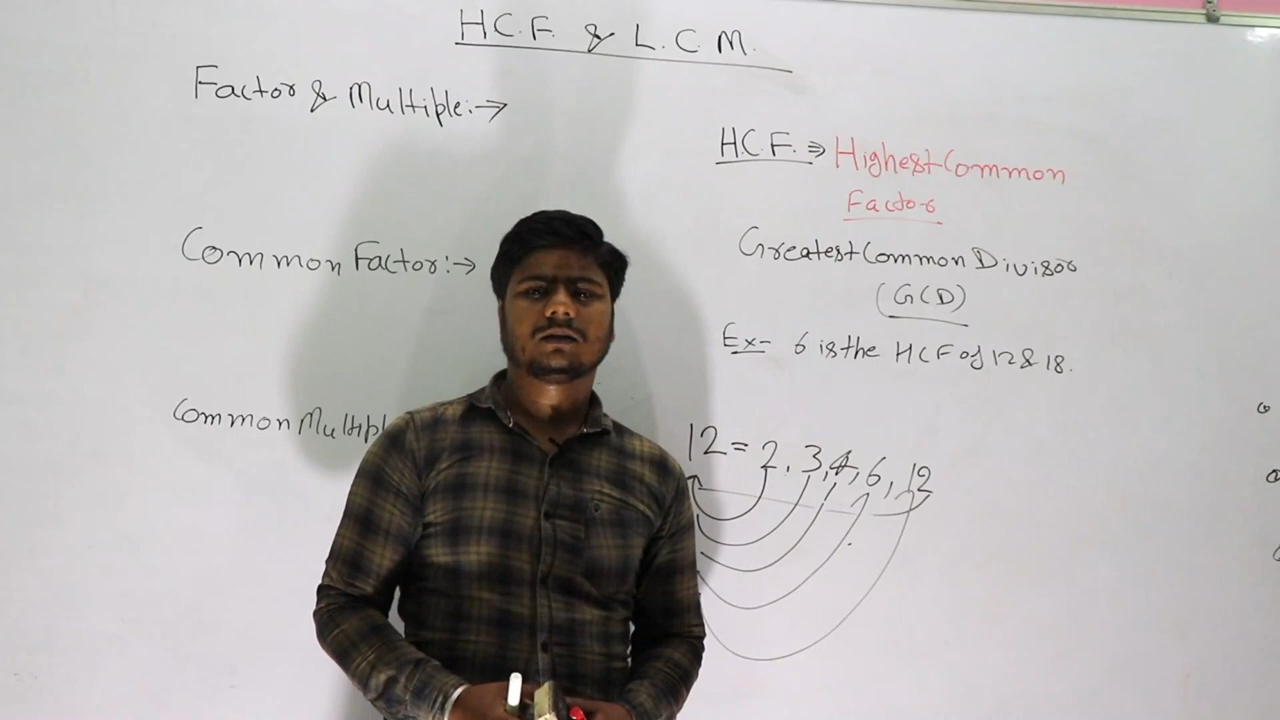 H.C.F. & L.C.M.
Factor & Multiple:→
Common Factor:→
Common Multipl
H.C.F. ⇒ Highest Common
Factor
Greatest Common Divisor
(GCD)
Ex- 6 is the HCF of 12 & 18.
12 = 2, 3, 4, 6, 12